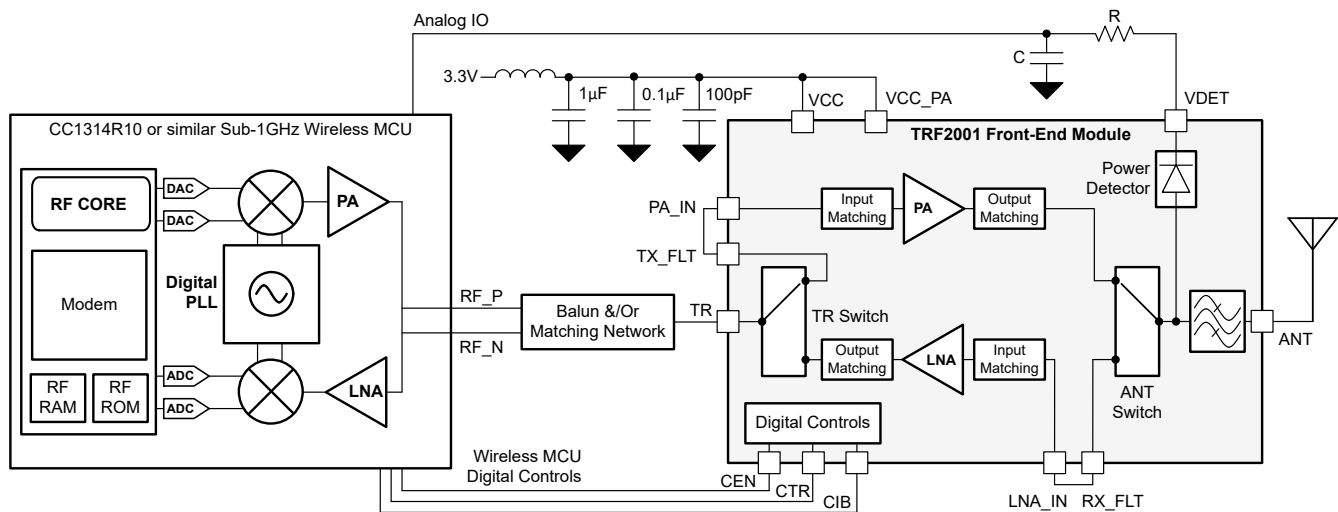 Analog IO
R
C
3.3V
1µF
0.1µF
100pF
VCC
VCC_PA
VDET
CC1314R10 or similar Sub-1GHz Wireless MCU
TRF2001 Front-End Module
RF CORE
DAC
DAC
PA
Modem
Digital
PLL
RF
RAM
RF
ROM
ADC
ADC
LNA
RF_P
RF_N
Balun &/Or
Matching Network
TR
PA_IN
TX_FLT
Input
Matching
PA
Output
Matching
Power
Detector
TR Switch
Output
Matching
LNA
Input
Matching
ANT
Switch
ANT
Digital Controls
Wireless MCU
Digital Controls
CEN
CTR
CIB
LNA_IN
RX_FLT